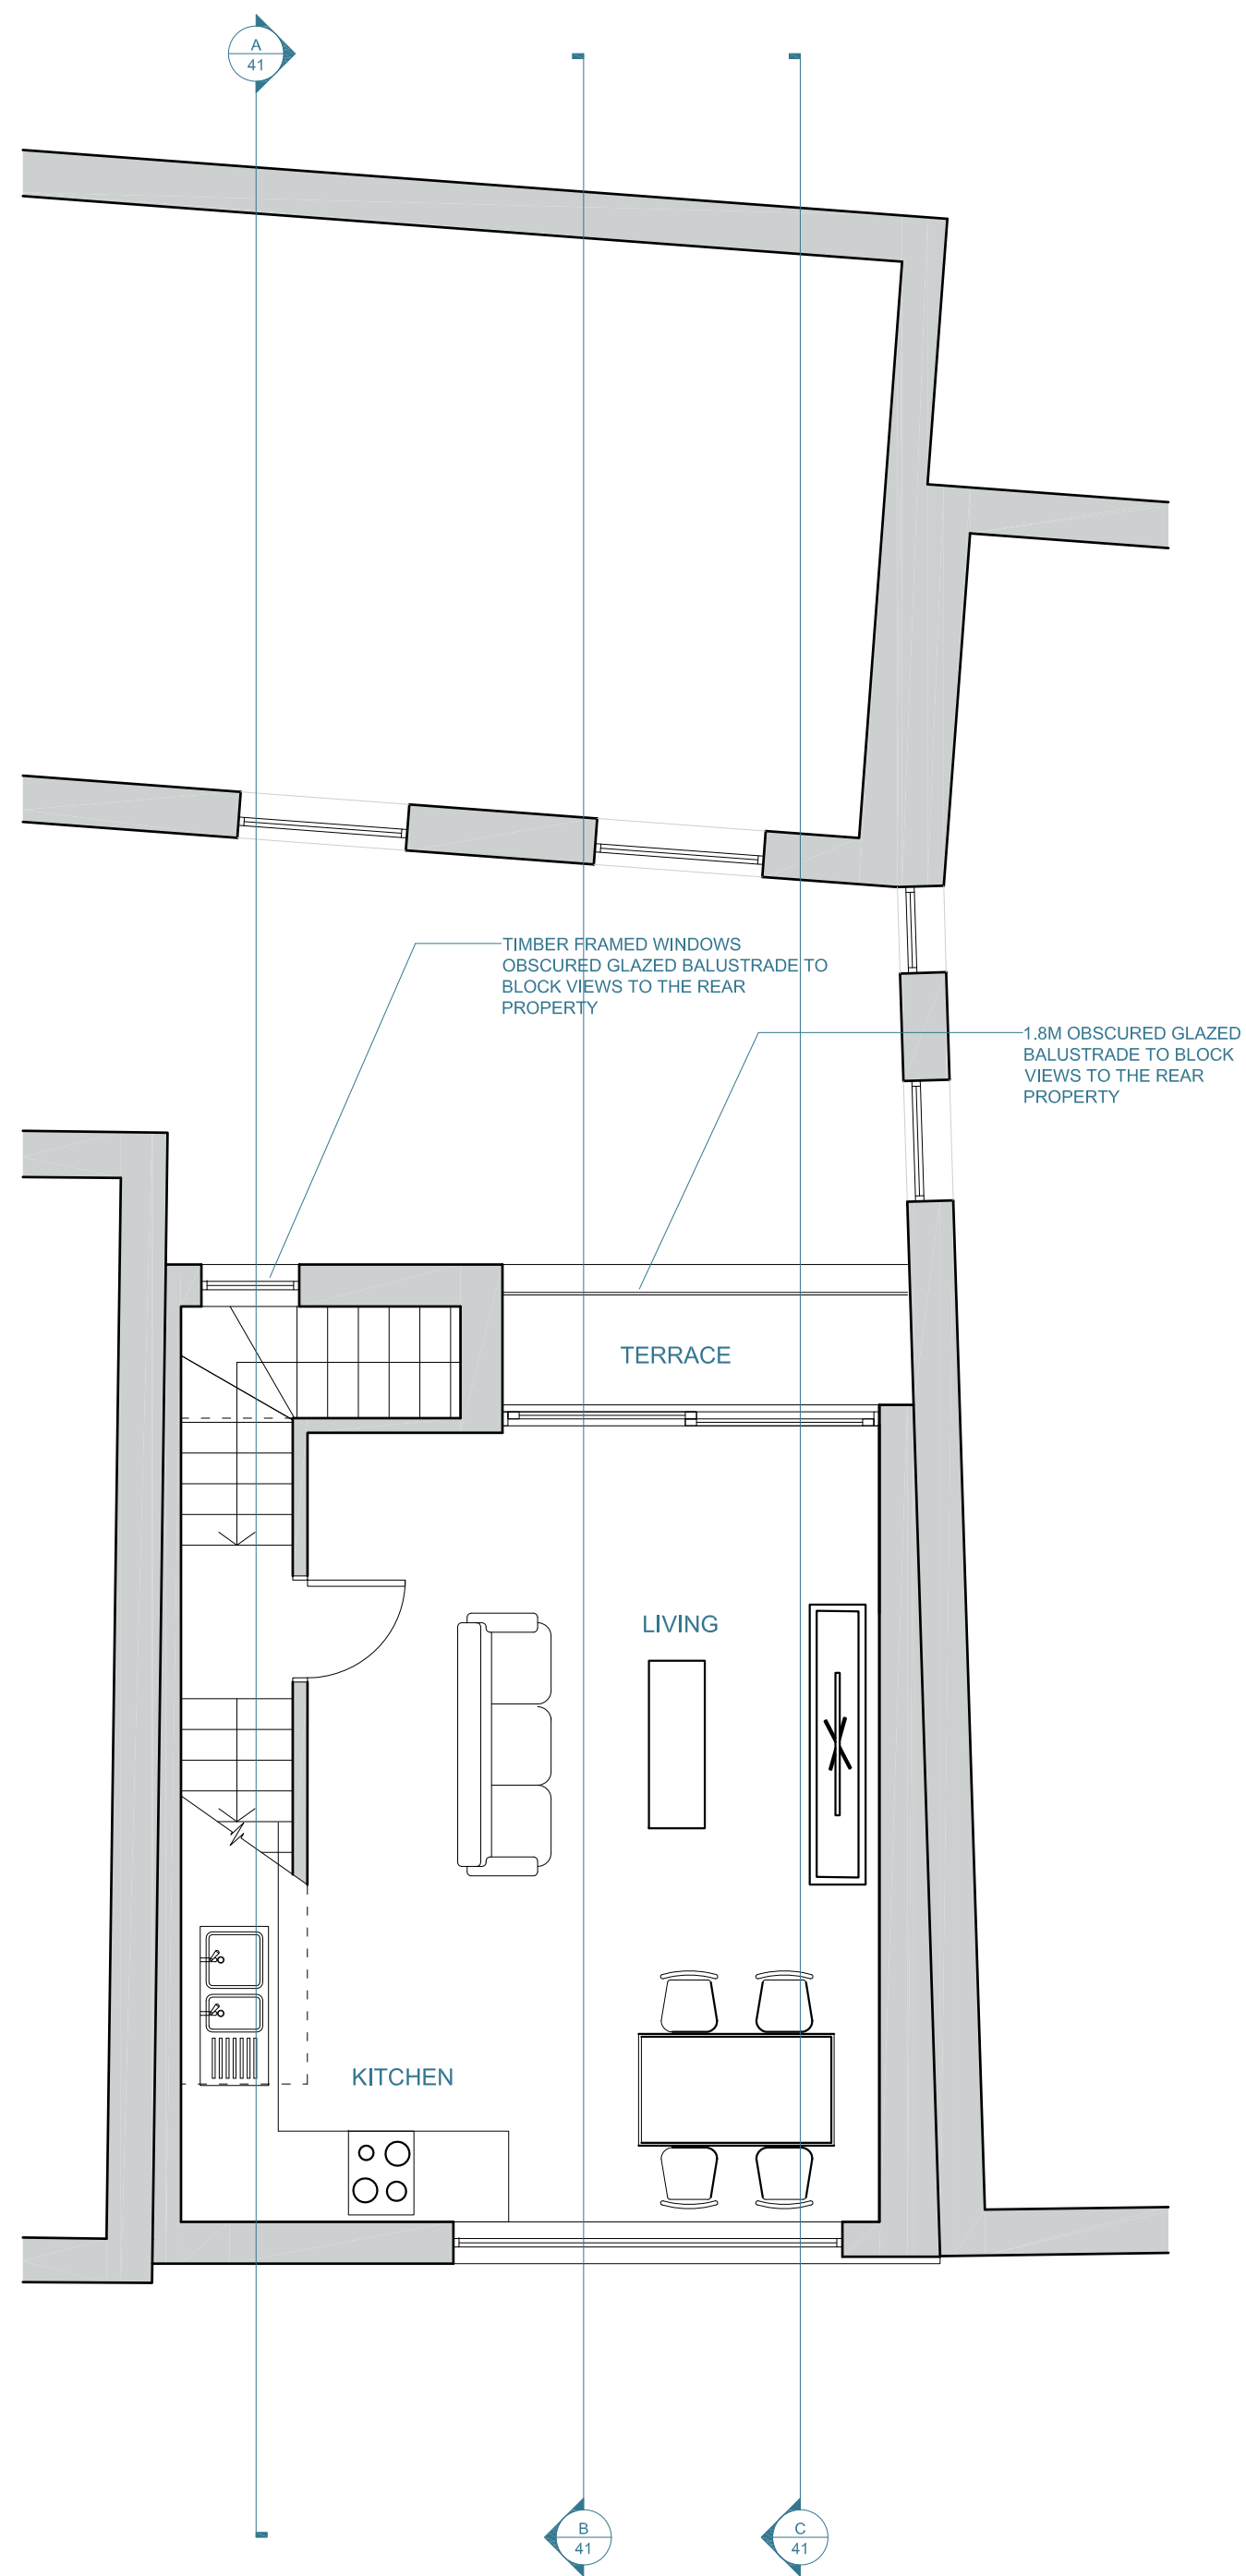 A
41
TIMBER FRAMED WINDOWS
OBSCURED GLAZED BALUSTRADE TO
BLOCK VIEWS TO THE REAR
PROPERTY
1.8M OBSCURED GLAZED
BALUSTRADE TO BLOCK
VIEWS TO THE REAR
PROPERTY
TERRACE
LIVING
KITCHEN
B
41
C
41